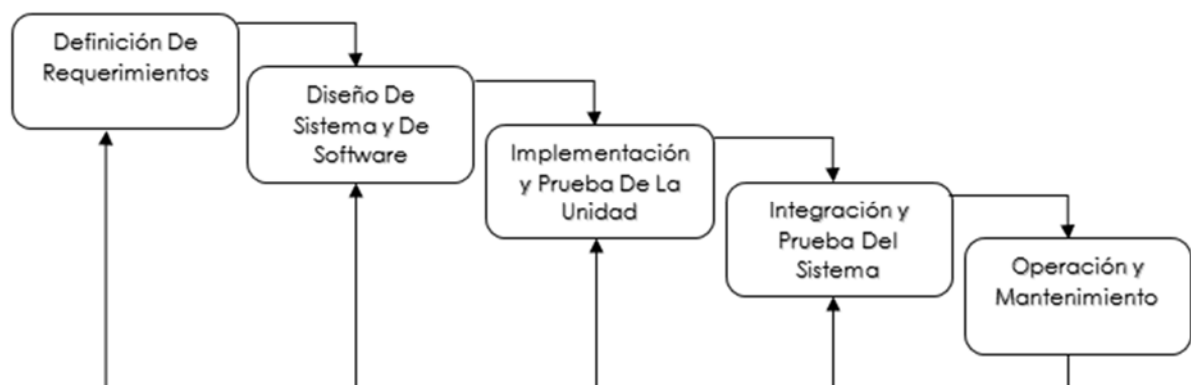 Definición De
Requerimientos
Diseño De
Sistema y De
Software
Implementación
y Prueba De La
Unidad
Integración y
Prueba Del
Sistema
Operación y
Mantenimiento